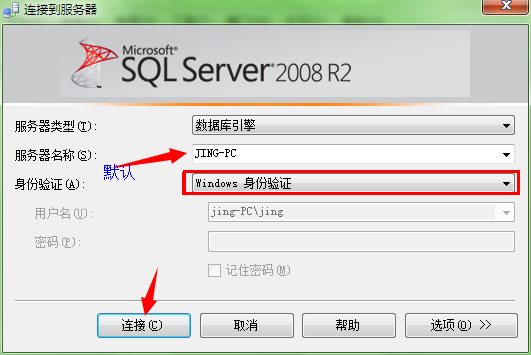 连接到服务器
Microsoft
SQL Server 2008 R2
服务器类型(T): 数据库引擎
服务器名称(S): JING-PC
默认
身份验证(A): Windows 身份验证
用户名(U): jing-PC\jing
密码(P):
记住密码(M)
连接(C) 取消 帮助 选项(O) >>